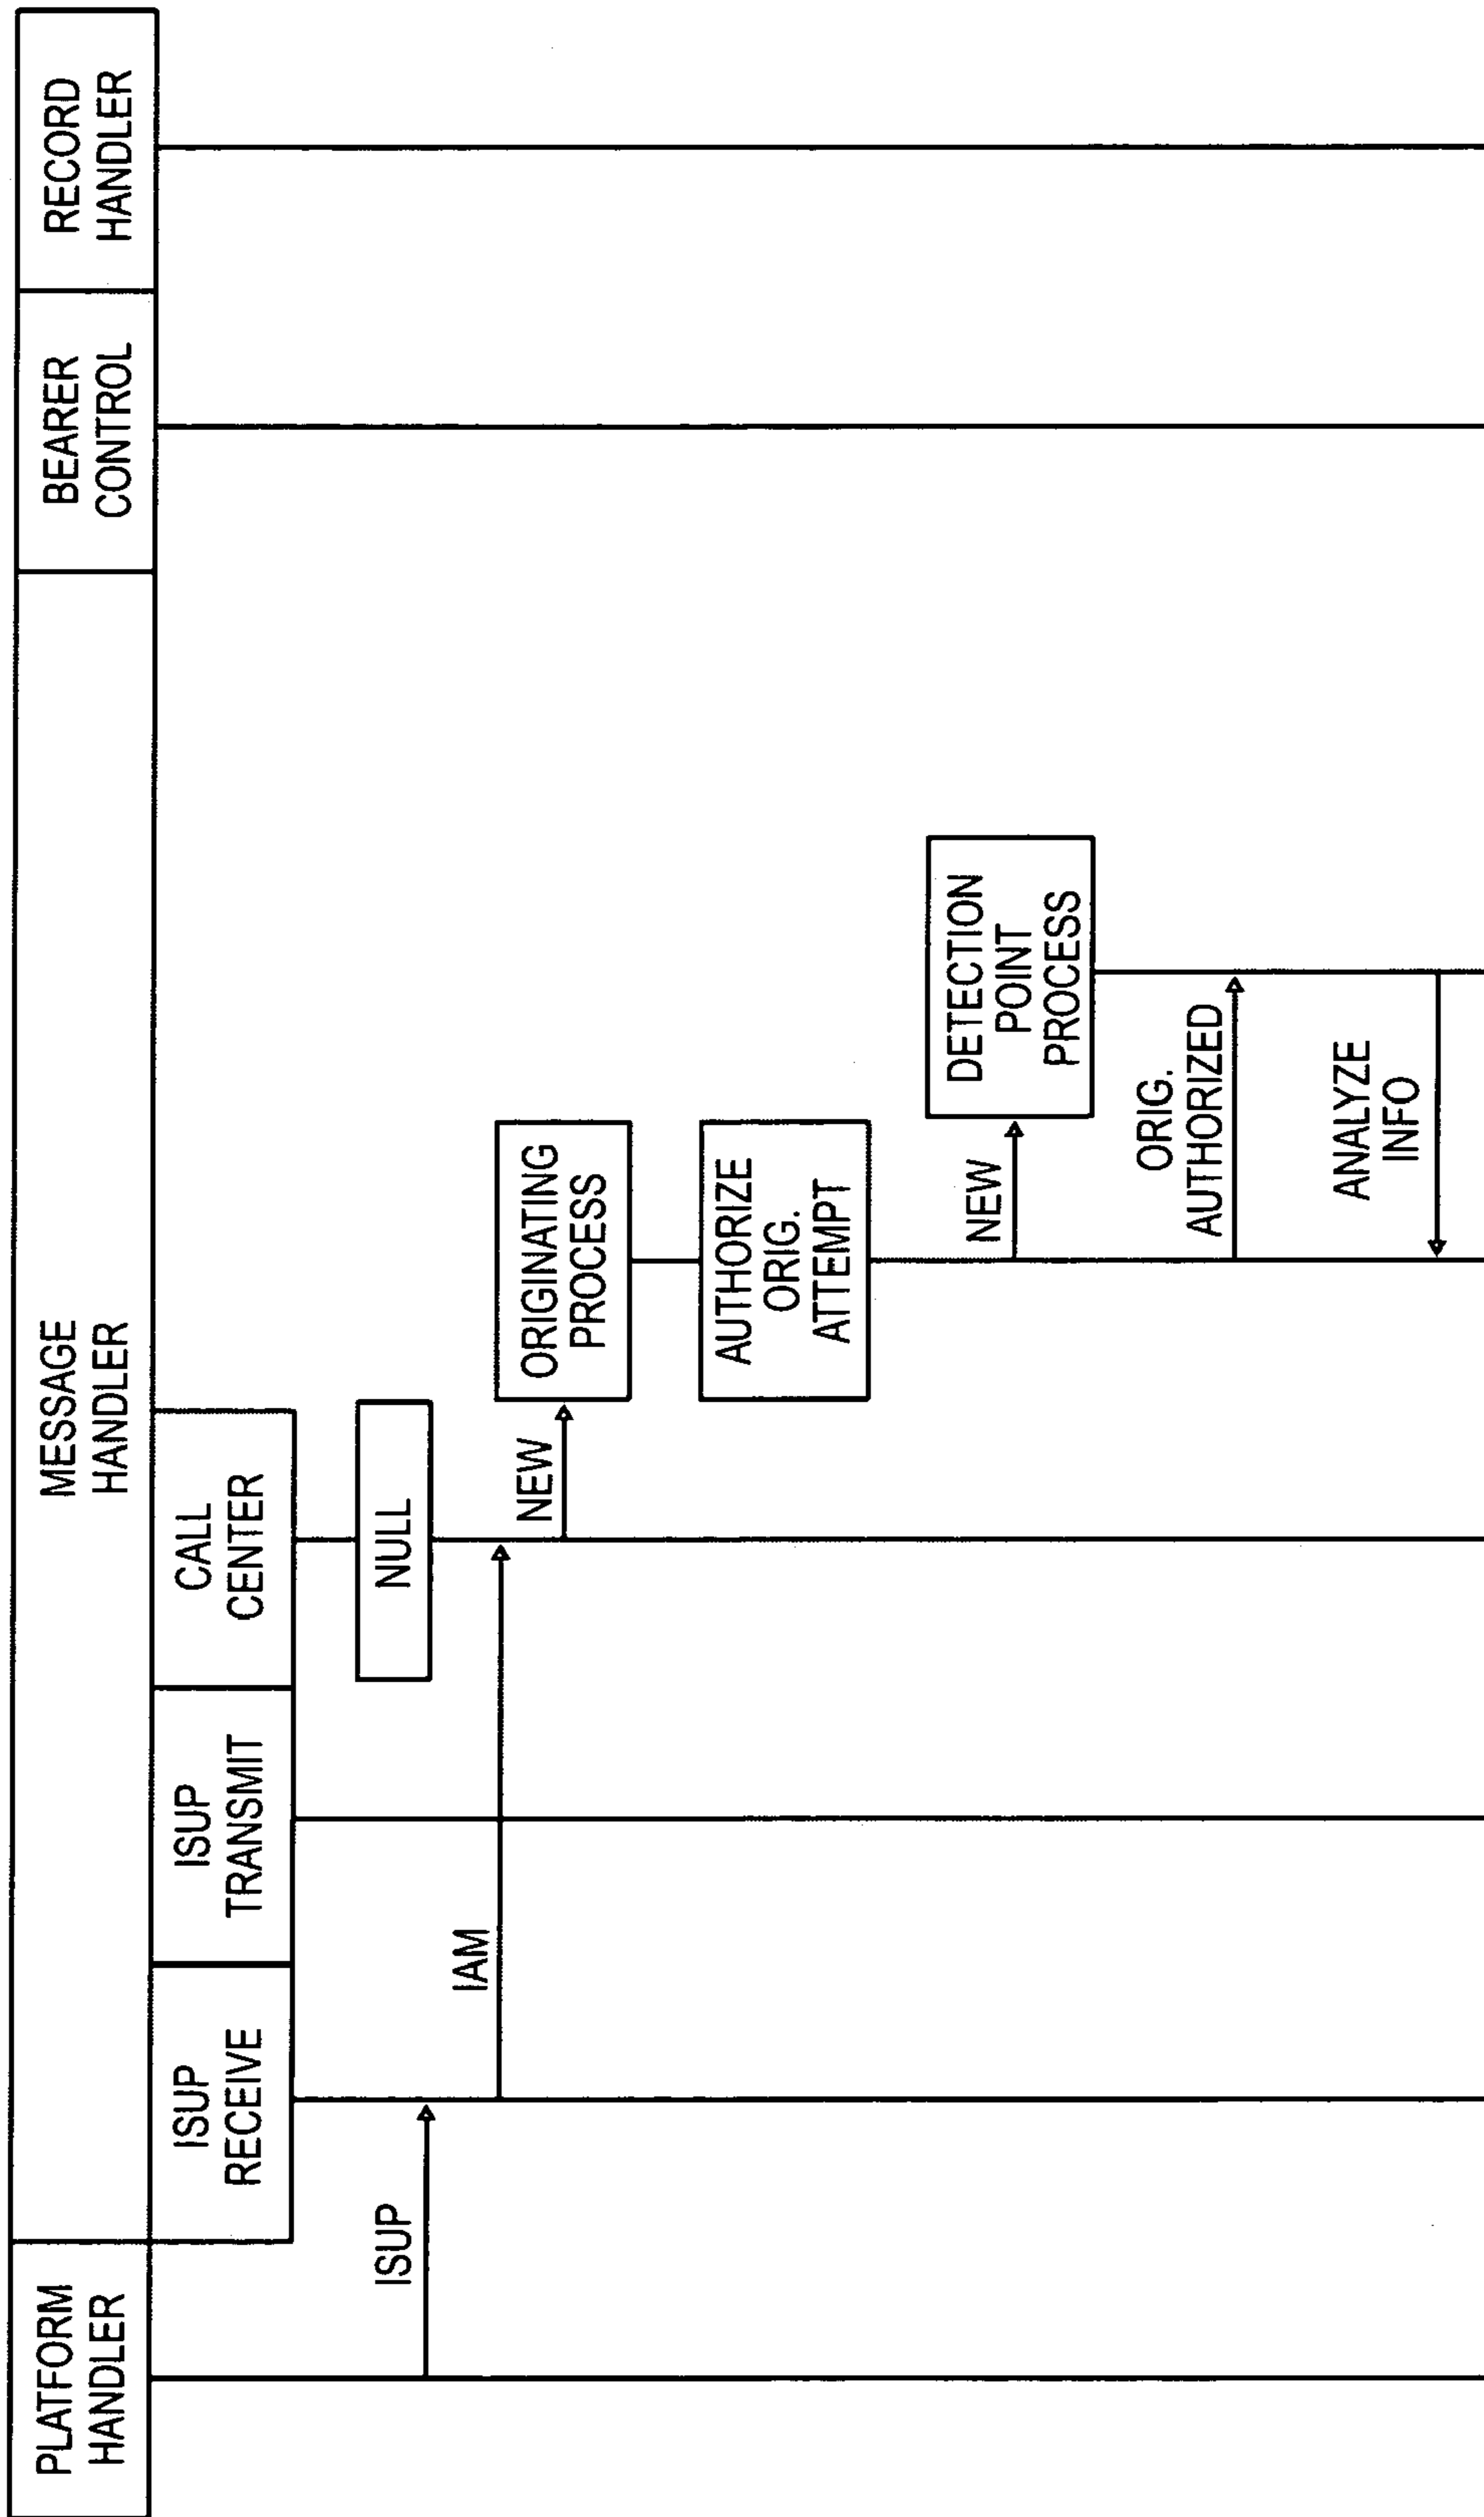 PLATFORM
HANDLER
MESSAGE
HANDLER
BEARER
CONTROL
RECORD
HANDLER
ISUP
RECEIVE
ISUP
TRANSMIT
CALL
CENTER
NULL
ISUP
IAM
NEW
ORIGINATING
PROCESS
AUTHORIZE
ORIG.
ATTEMPT
NEW
DETECTION
POINT
PROCESS
ORIG.
AUTHORIZED
ANALYZE
INFO